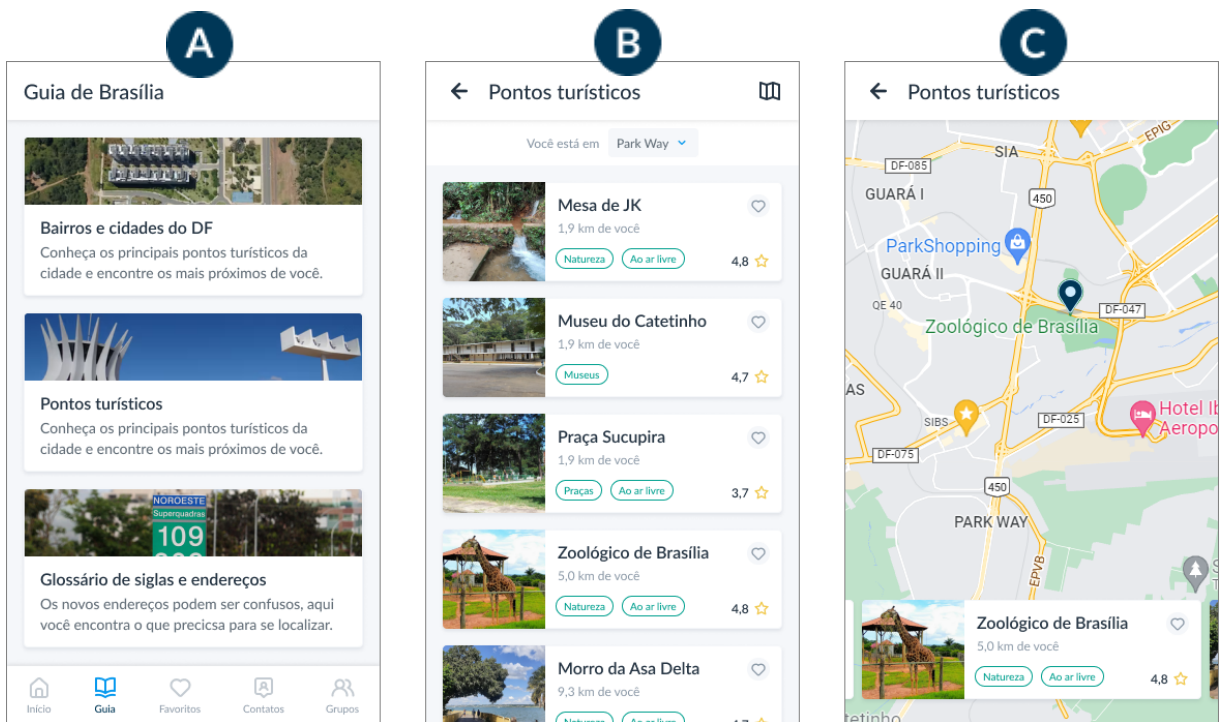 A
Guia de Brasília
Bairros e cidades do DF
Conheça os principais pontos turísticos da
cidade e encontre os mais próximos de você.
Pontos turísticos
Conheça os principais pontos turísticos da
cidade e encontre os mais próximos de você.
NOROESTE
Superquadras
109
Glossário de siglas e endereços
Os novos endereços podem ser confusos, aqui
você encontra o que precicsa para se localizar.
Início
Guia
Favoritos
Contatos
Grupos
B
Pontos turísticos
Você está em Park Way
Mesa de JK
1,9 km de você
Natureza Ao ar livre 4,8
Museu do Catetinho
1,9 km de você
Museus 4,7
Praça Sucupira
1,9 km de você
Praças Ao ar livre 3,7
Zoológico de Brasília
5,0 km de você
Natureza Ao ar livre 4,8
Morro da Asa Delta
9,3 km de você
Natureza Ao ar livre 4,7
C
Pontos turísticos
EPIG
SIA
DF-085
GUARÁ I
450
ParkShopping
GUARÁ II
QE 40
DF-047
Zoológico de Brasília
AS
Hotel Ib
Aeropo
SIBS
DF-025
DF-075
450
PARK WAY
EPVB
Zoológico de Brasília
5,0 km de você
Natureza Ao ar livre 4,8
tetinho